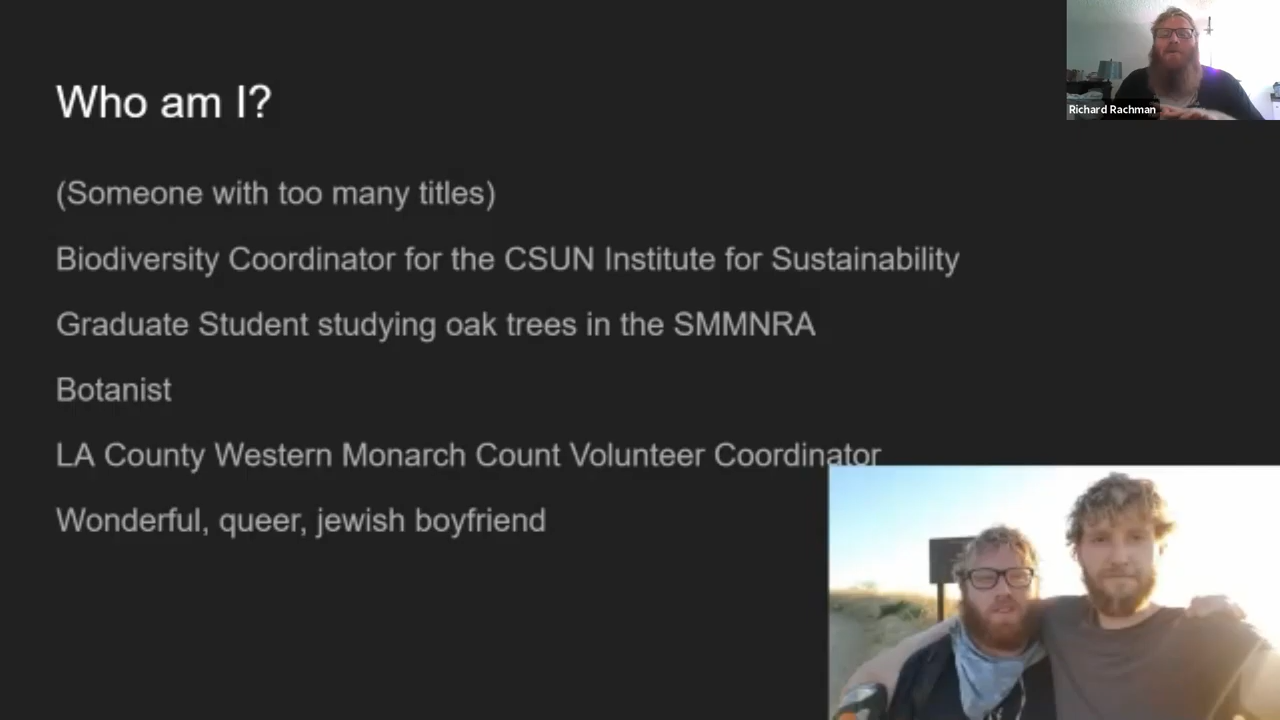 Who am I?
Richard Rachman
(Someone with too many titles)
Biodiversity Coordinator for the CSUN Institute for Sustainability
Graduate Student studying oak trees in the SMMNRA
Botanist
LA County Western Monarch Count Volunteer Coordinator
Wonderful, queer, jewish boyfriend